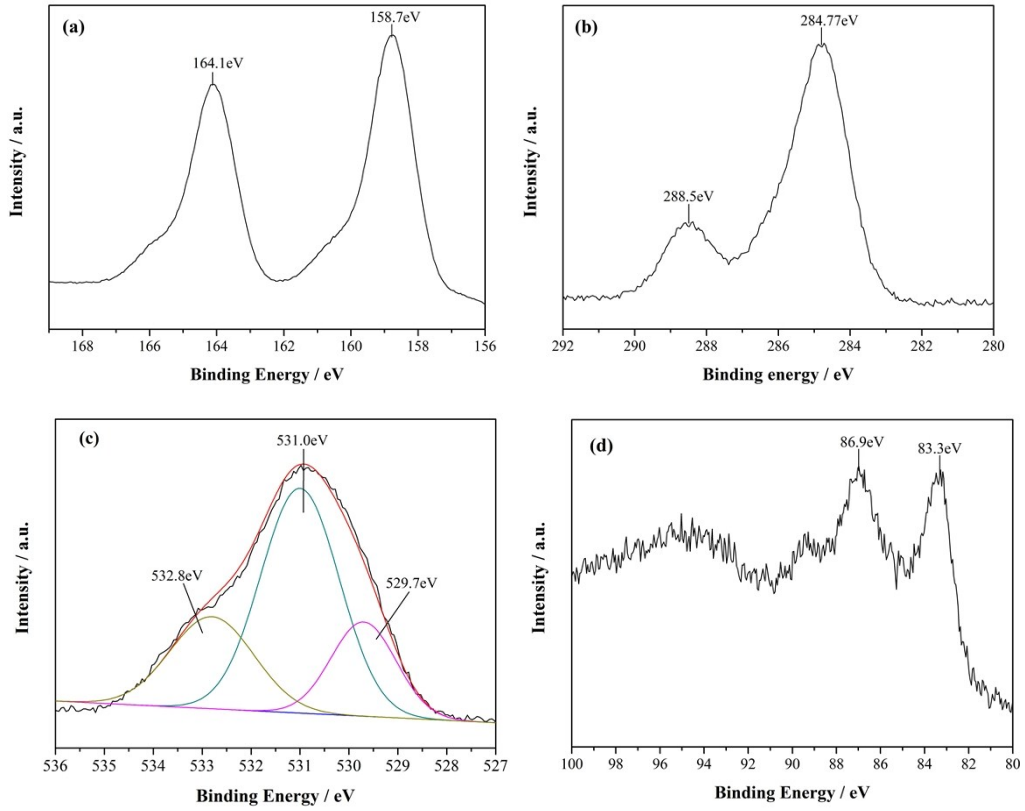 (a)
158.7eV
164.1eV
Intensity / a.u.
168 166 164 162 160 158 156
Binding Energy / eV
(b)
284.77eV
288.5eV
Intensity / a.u.
292 290 288 286 284 282 280
Binding energy / eV
(c)
531.0eV
532.8eV
529.7eV
Intensity / a.u.
536 535 534 533 532 531 530 529 528 527
Binding Energy / eV
(d)
86.9eV
83.3eV
Intensity / a.u.
100 98 96 94 92 90 88 86 84 82 80
Binding Energy / eV